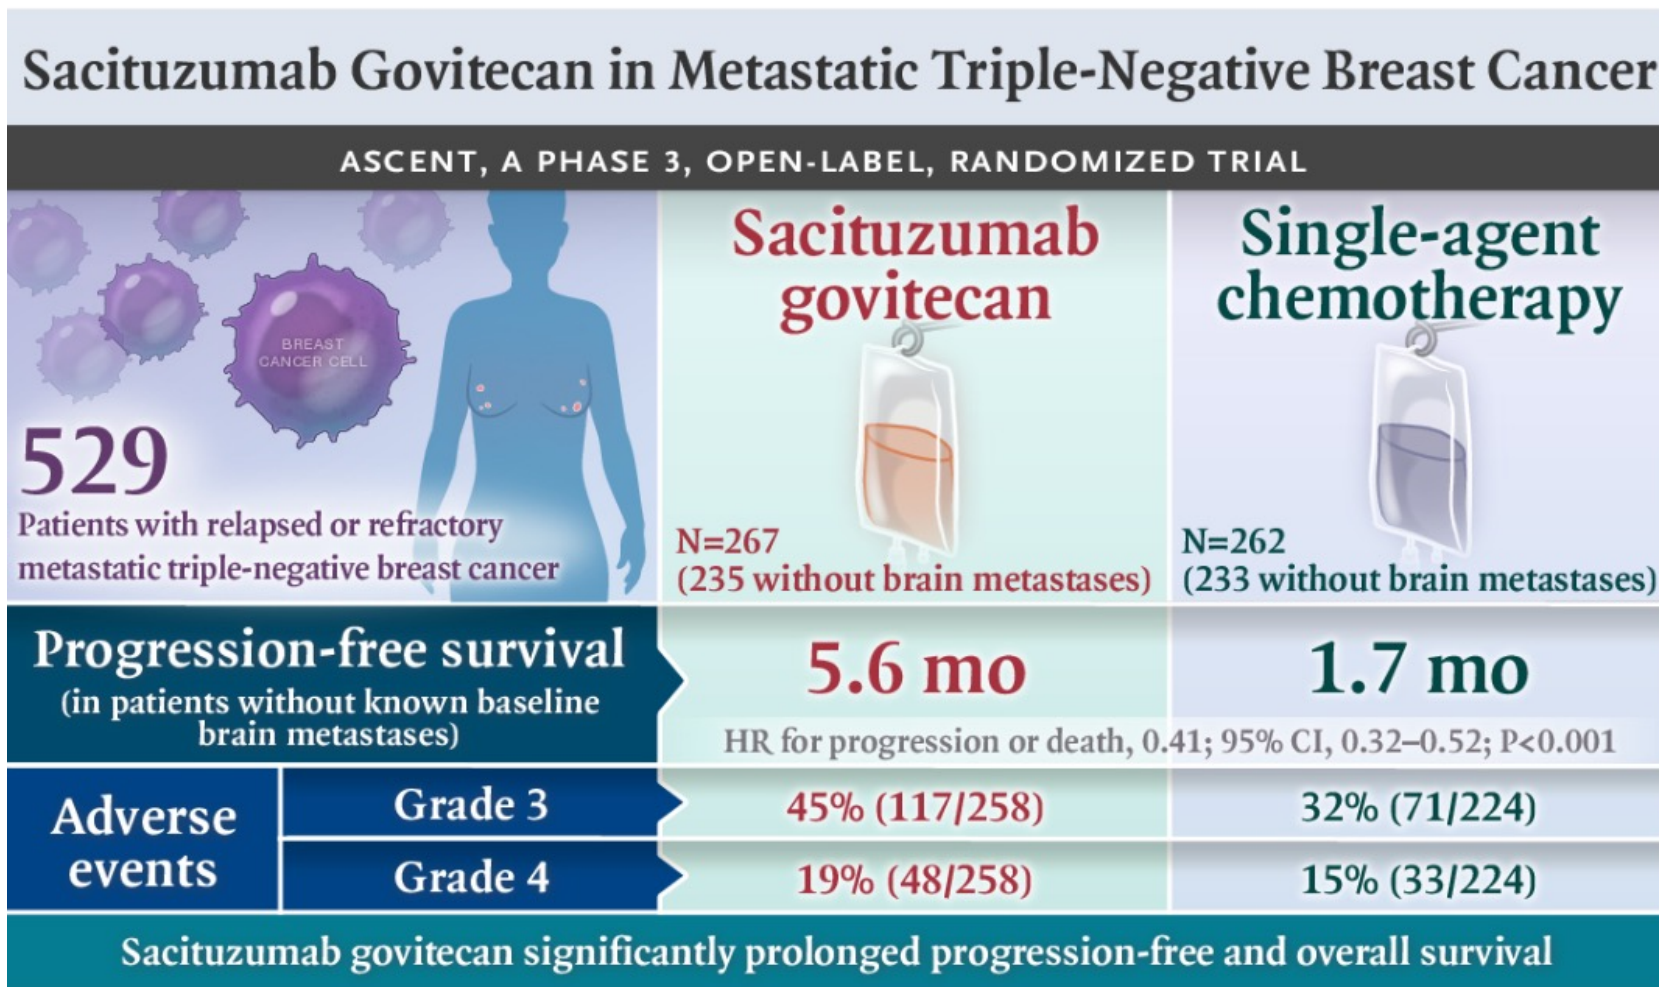 Sacituzumab Govitecan in Metastatic Triple-Negative Breast Cancer
ASCENT, A PHASE 3, OPEN-LABEL, RANDOMIZED TRIAL
BREAST
CANCER CELL
529
Patients with relapsed or refractory
metastatic triple-negative breast cancer
Sacituzumab
govitecan
N=267
(235 without brain metastases)
Single-agent
chemotherapy
N=262
(233 without brain metastases)
Progression-free survival
(in patients without known baseline
brain metastases)
5.6 mo
1.7 mo
HR for progression or death, 0.41; 95% CI, 0.32–0.52; P<0.001
Adverse
events
Grade 3
45% (117/258)
32% (71/224)
Grade 4
19% (48/258)
15% (33/224)
Sacituzumab govitecan significantly prolonged progression-free and overall survival